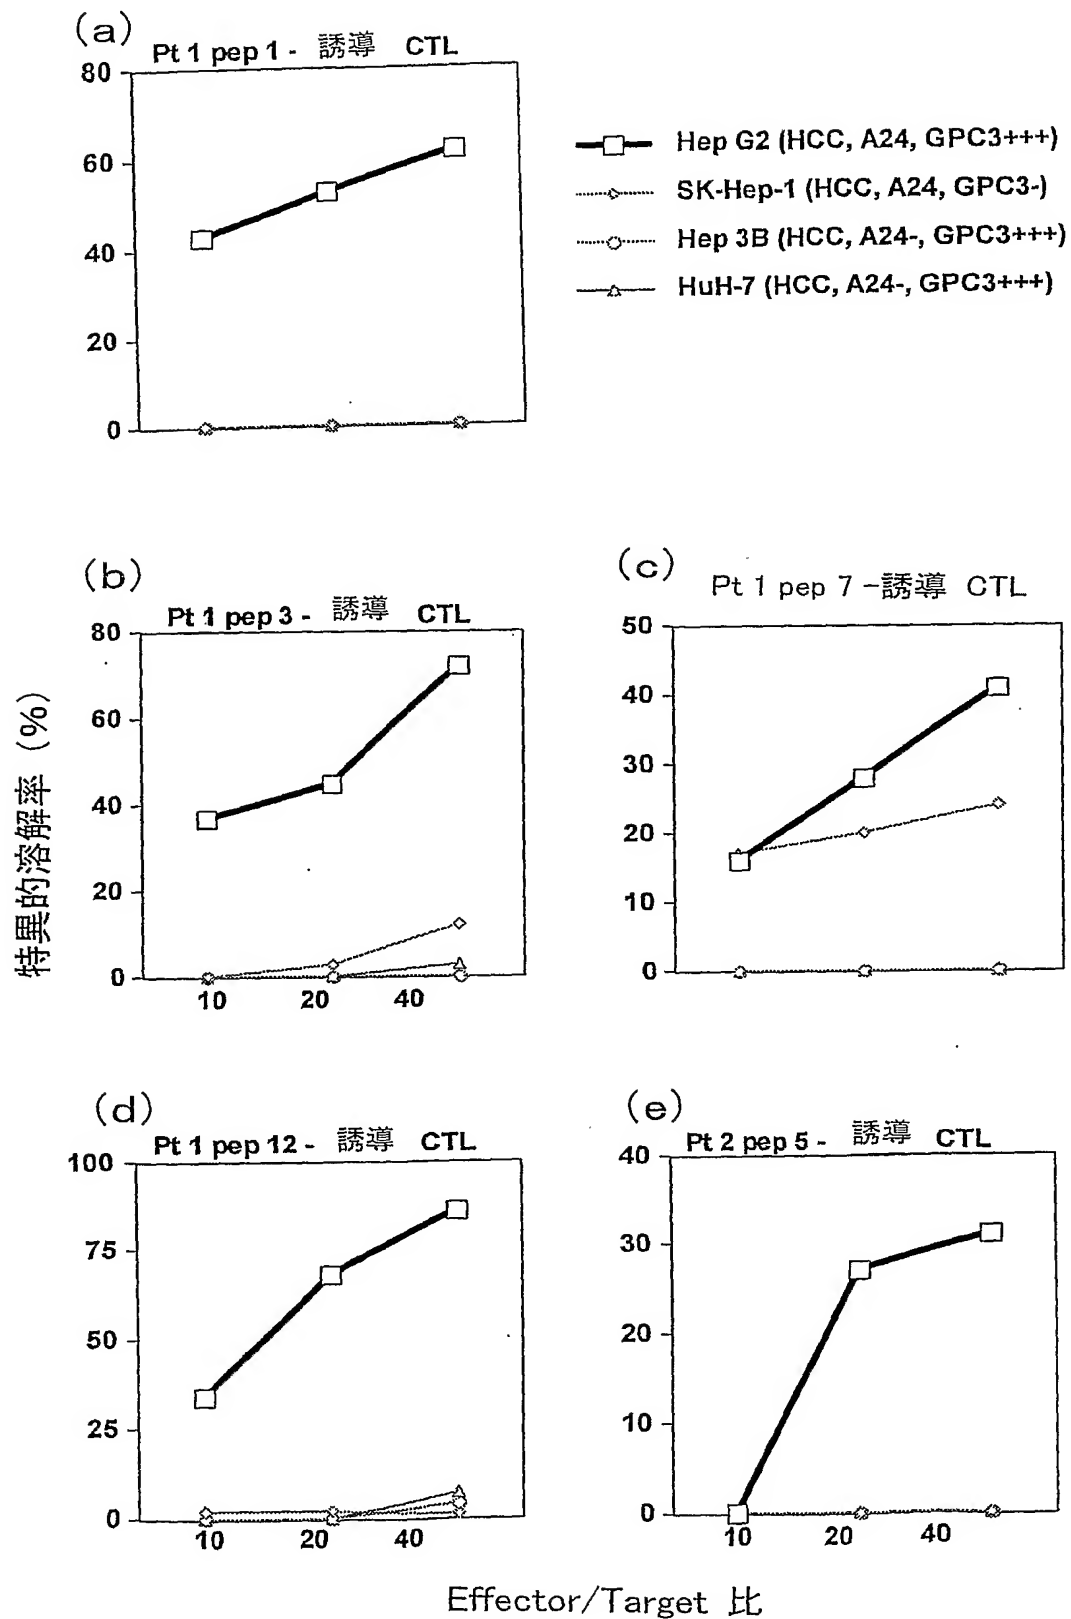 (a)
Pt 1 pep 1 - 誘導 CTL
80
60
40
20
0
Hep G2 (HCC, A24, GPC3+++)
SK-Hep-1 (HCC, A24, GPC3-)
Hep 3B (HCC, A24-, GPC3+++)
HuH-7 (HCC, A24-, GPC3+++)
(b)
Pt 1 pep 3 - 誘導 CTL
80
60
40
20
0
10 20 40
(c)
Pt 1 pep 7 -誘導 CTL
50
40
30
20
10
0
特異的溶解率 (%)
(d)
Pt 1 pep 12 - 誘導 CTL
100
75
50
25
0
10 20 40
(e)
Pt 2 pep 5 - 誘導 CTL
40
30
20
10
0
10 20 40
Effector/Target 比